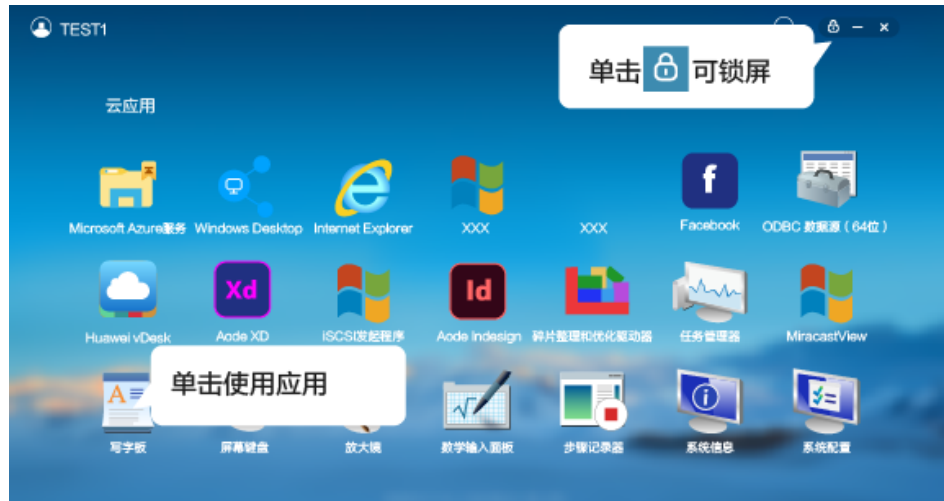 TEST1
单击 可锁屏
云应用
Microsoft Azure服务 Windows Desktop Internet Explorer XXX XXX Facebook ODBC 数据源（64位）
Huawei vDesk Aode XD iSCSI发起程序 Aode Indesign 碎片整理和优化驱动器 任务管理器 MiracastView
Xd Id
单击使用应用
写字板 屏幕键盘 放大镜 数学输入面板 步骤记录器 系统信息 系统配置